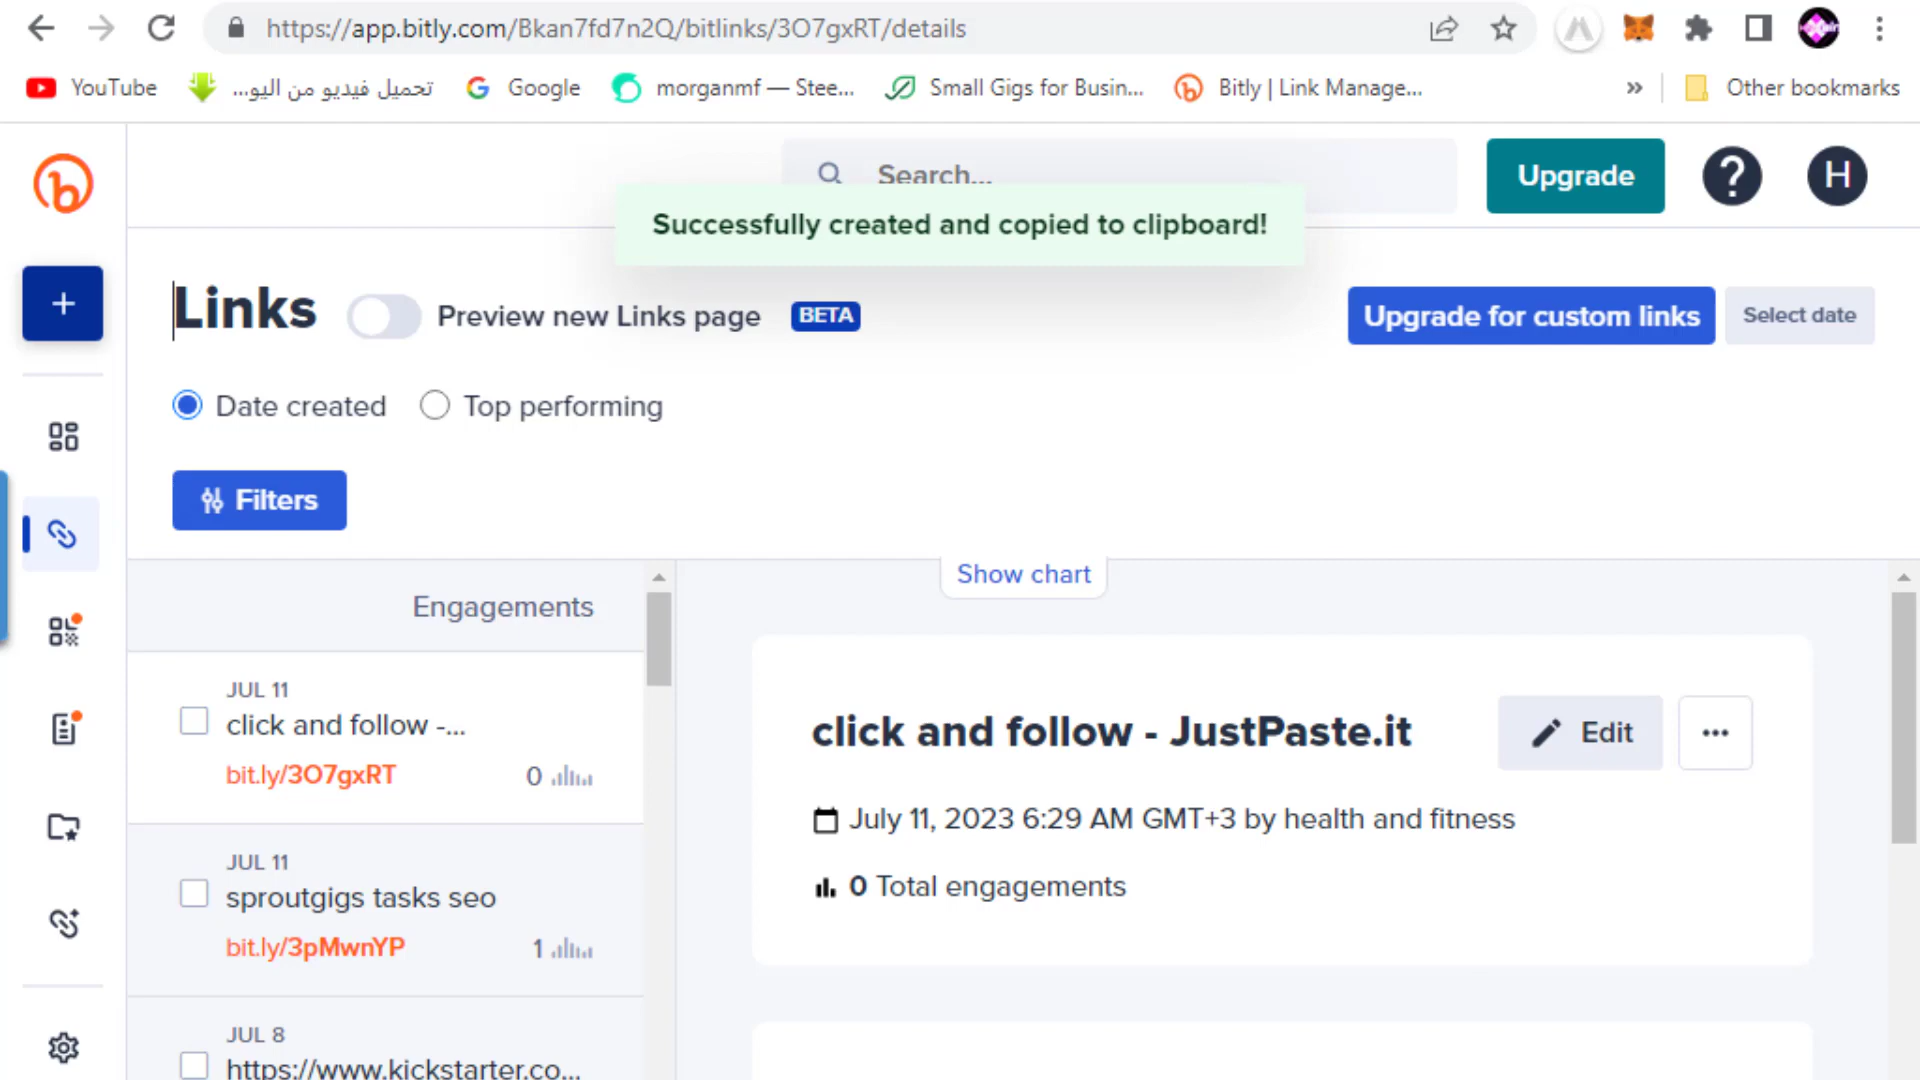 https://app.bitly.com/Bkan7fd7n2Q/bitlinks/3O7gxRT/details
YouTube
تحميل فيديو من اليو...
Google
morganmf — Stee...
Small Gigs for Busin...
Bitly | Link Manage...
»
Other bookmarks
Search...
Upgrade
?
H
Successfully created and copied to clipboard!
Links
Preview new Links page
BETA
Upgrade for custom links
Select date
Date created
Top performing
Filters
Show chart
Engagements
JUL 11
click and follow -...
bit.ly/3O7gxRT
0
JUL 11
sproutgigs tasks seo
bit.ly/3pMwnYP
1
JUL 8
https://www.kickstarter.co...
click and follow - JustPaste.it
Edit
July 11, 2023 6:29 AM GMT+3 by health and fitness
0 Total engagements